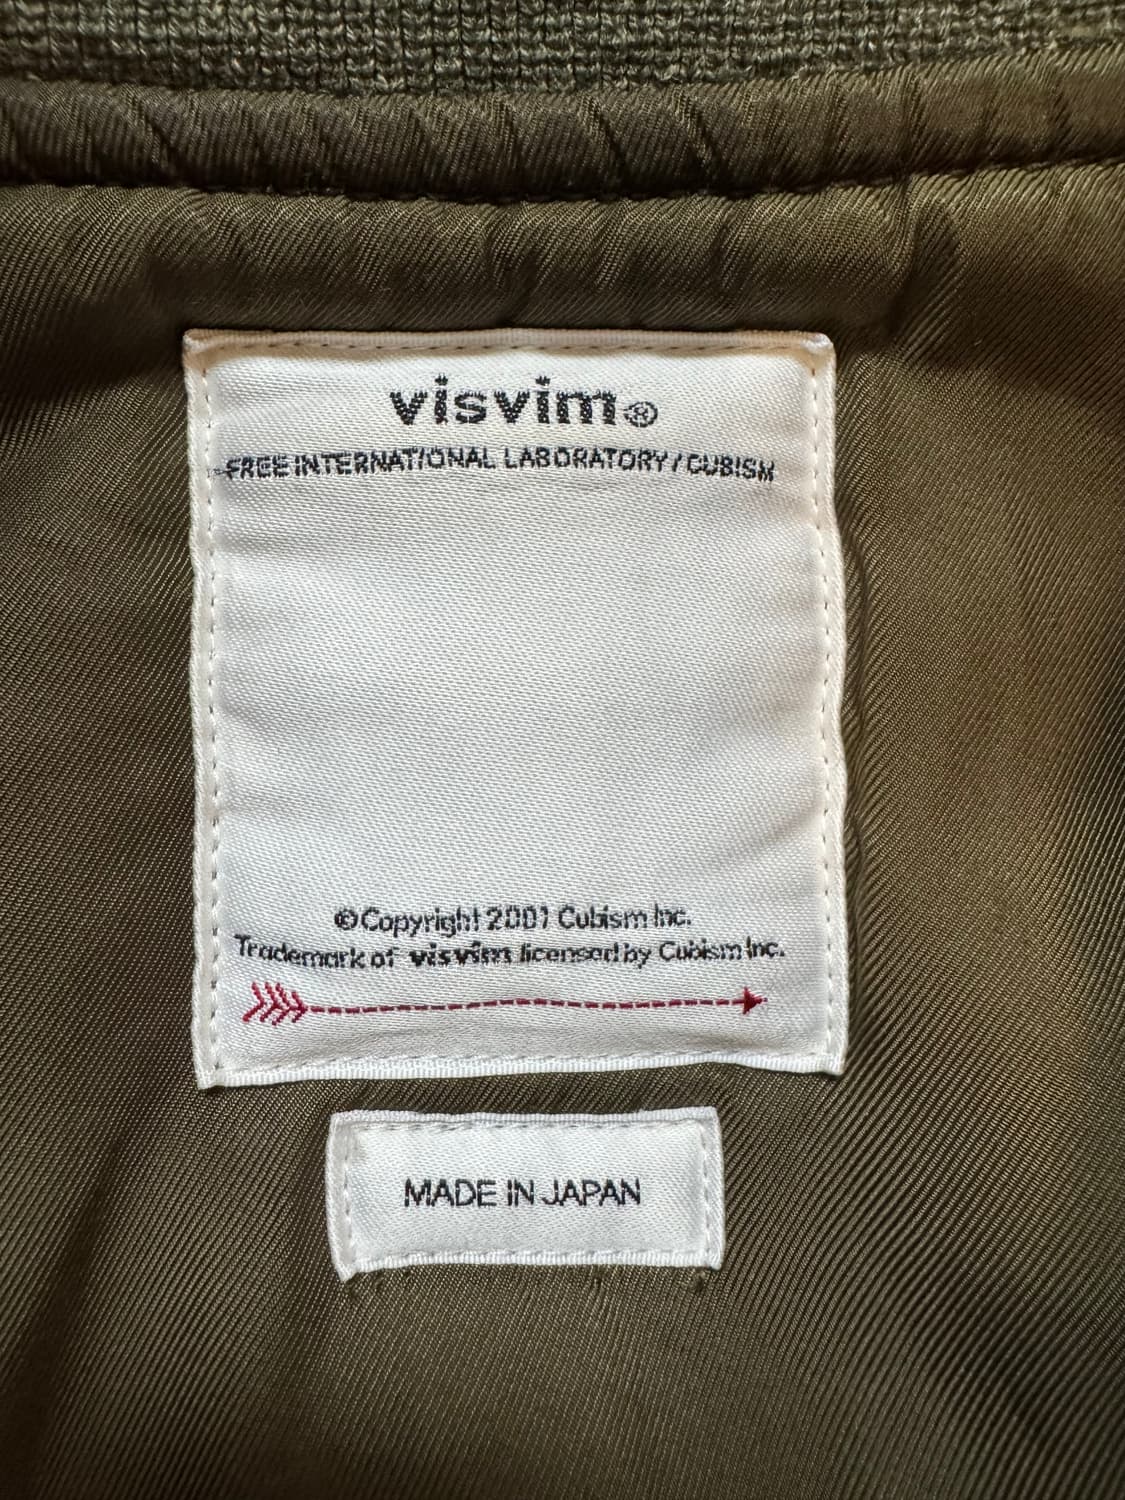 visvim®
FREE INTERNATIONAL LABORATORY / CUBISM
© Copyright 2001 Cubism Inc.
Trademark of visvim licensed by Cubism Inc.
MADE IN JAPAN